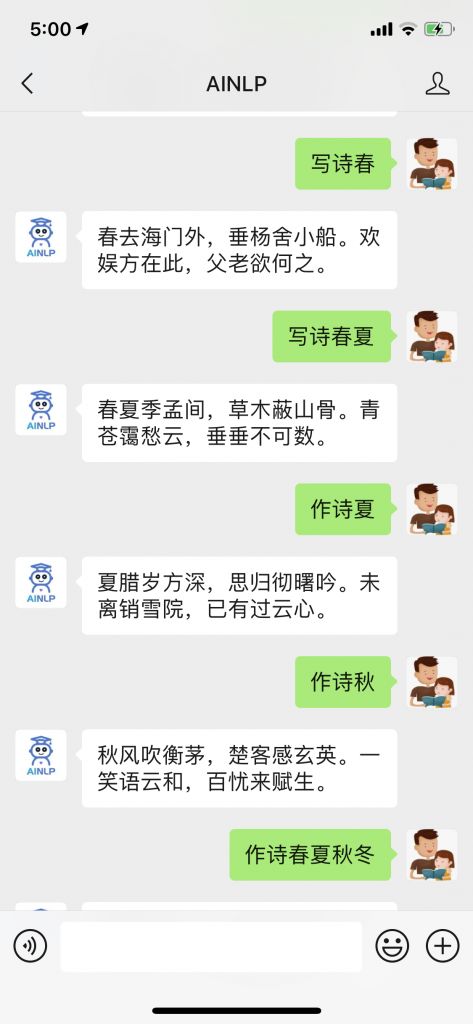 5:00
AINLP
写诗春
春去海门外，垂杨舍小船。欢
娱方在此，父老欲何之。
AINLP
写诗春夏
春夏季孟间，草木蔽山骨。青
苍霭愁云，垂垂不可数。
AINLP
作诗夏
夏腊岁方深，思归彻曙吟。未
离销雪院，已有过云心。
AINLP
作诗秋
秋风吹衡茅，楚客感玄英。一
笑语云和，百忧来赋生。
AINLP
作诗春夏秋冬